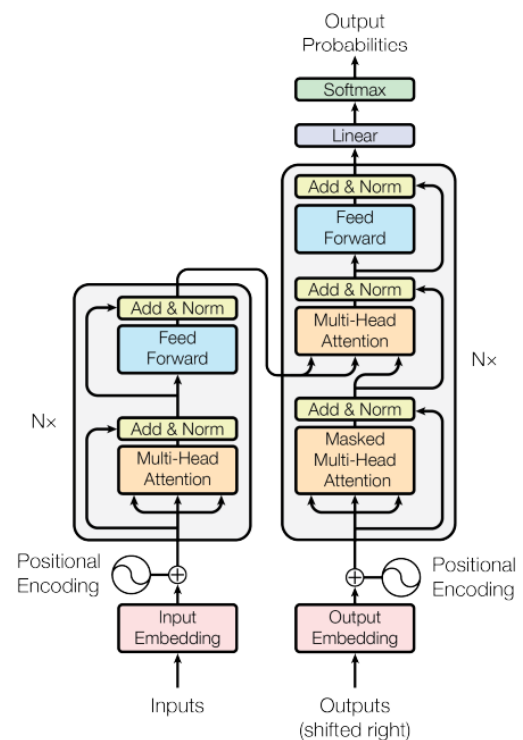 Output
Probabilities
Softmax
Linear
Add & Norm
Feed
Forward
Add & Norm
Multi-Head
Attention
Add & Norm
Masked
Multi-Head
Attention
N×
Add & Norm
Feed
Forward
Add & Norm
Multi-Head
Attention
N×
Positional
Encoding
Positional
Encoding
Input
Embedding
Output
Embedding
Inputs
Outputs
(shifted right)